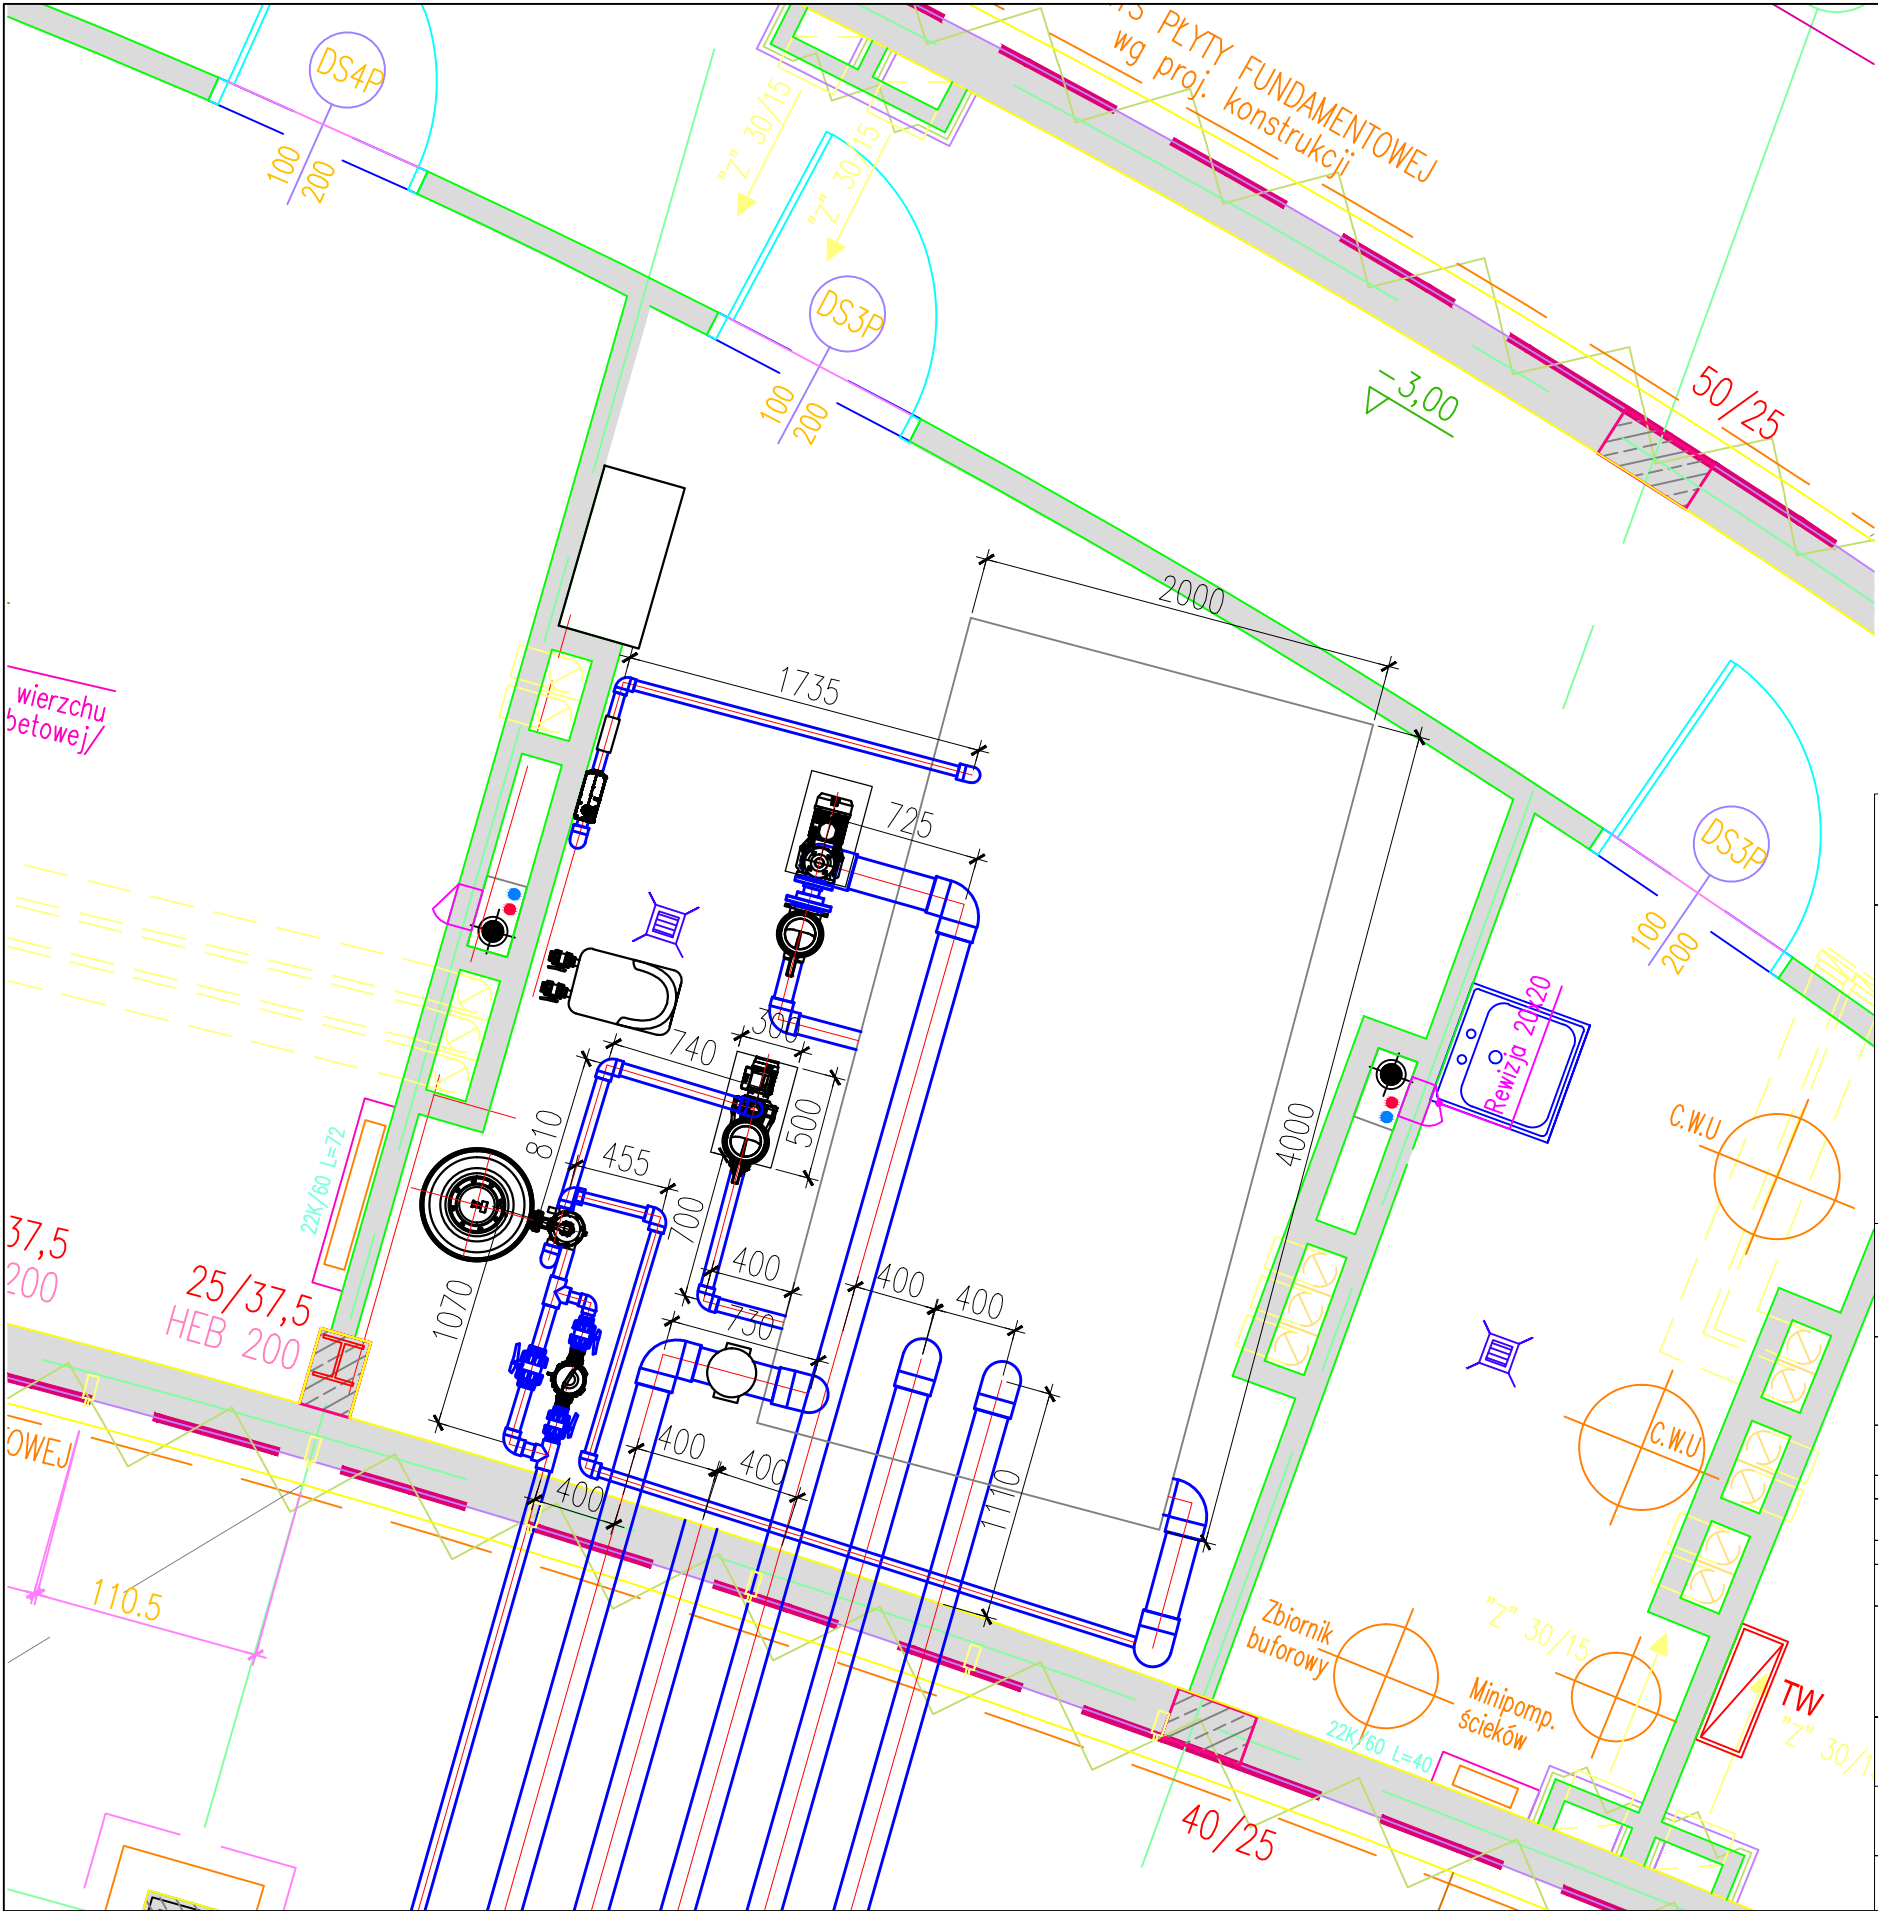 DS4P
100
200
"Z" 30/15
"Z" 30/15
PŁYTY FUNDAMENTOWEJ
wg proj. konstrukcji
DS3P
100
200
-3,00
50/25
2000
wierzchu
betowej/
1735
725
DS3P
100
200
Rewizja 20x20
300
740
500
810
4000
C.W.U
22K/60 L=72
455
700
37,5
200
25/37,5
HEB 200
1070
400
400
400
730
C.W.U
400
400
1110
400
OWEJ
110.5
Zbiornik
buforowy
"Z" 30/15
Minipomp.
ścieków
TW
"Z" 30/1
22K/60 L=40
40/25